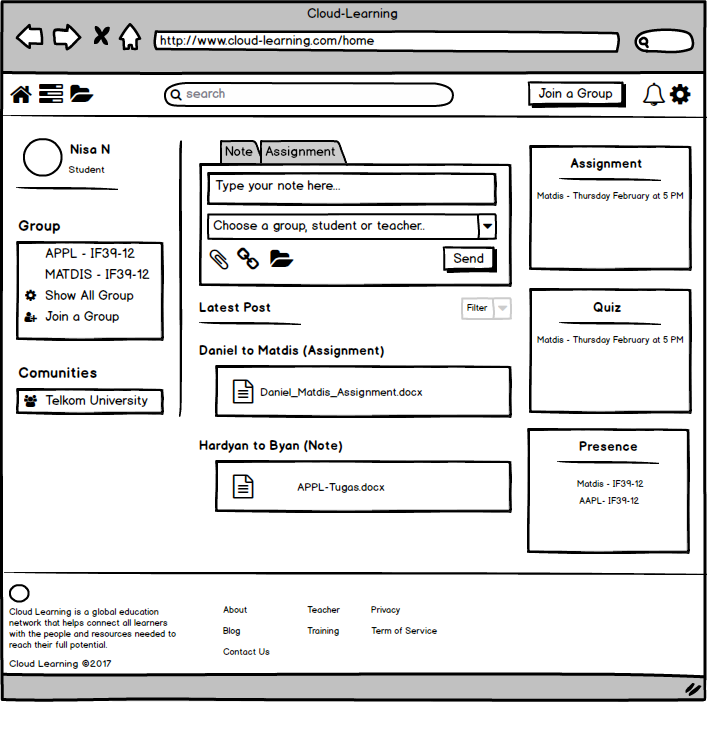 Cloud-Learning
http://www.cloud-learning.com/home
search
Join a Group
Nisa N
Student
Group
APPL - IF39-12
MATDIS - IF39-12
Show All Group
Join a Group
Comunities
Telkom University
Note
Assignment
Type your note here...
Choose a group, student or teacher..
Send
Latest Post
Filter
Daniel to Matdis (Assignment)
Daniel_Matdis_Assignment.docx
Hardyan to Byan (Note)
APPL-Tugas.docx
Assignment
Matdis - Thursday February at 5 PM
Quiz
Matdis - Thursday February at 5 PM
Presence
Matdis - IF39-12
AAPL- IF39-12
Cloud Learning is a global education
network that helps connect all learners
with the people and resources needed to
reach their full potential.
Cloud Learning ©2017
About
Blog
Contact Us
Teacher
Training
Privacy
Term of Service